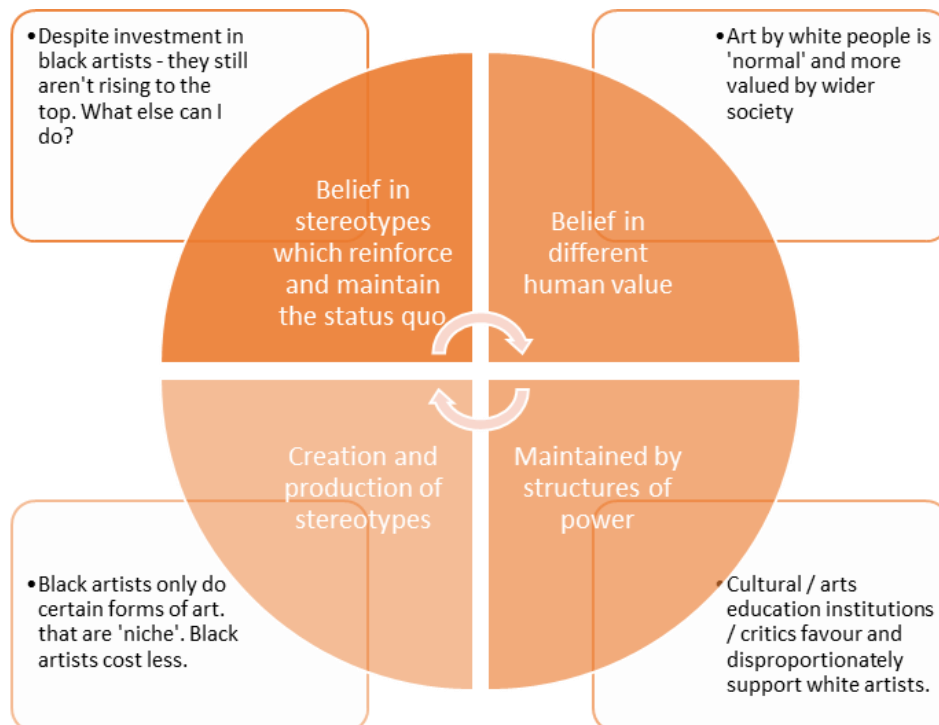 •Despite investment in
black artists - they still
aren't rising to the
top. What else can I
do?
•Art by white people is
'normal' and more
valued by wider
society
Belief in
stereotypes
which reinforce
and maintain
the status quo
Belief in
different
human value
Creation and
production of
stereotypes
Maintained by
structures of
power
•Black artists only do
certain forms of art.
that are 'niche'. Black
artists cost less.
•Cultural / arts
education institutions
/ critics favour and
disproportionately
support white artists.